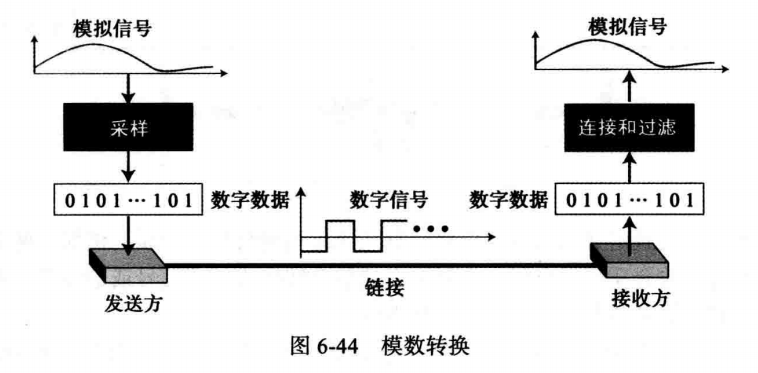 模拟信号
模拟信号
采样
连接和过滤
0101…101
数字数据
数字信号
数字数据
0101…101
链接
发送方
接收方
图 6-44 模数转换